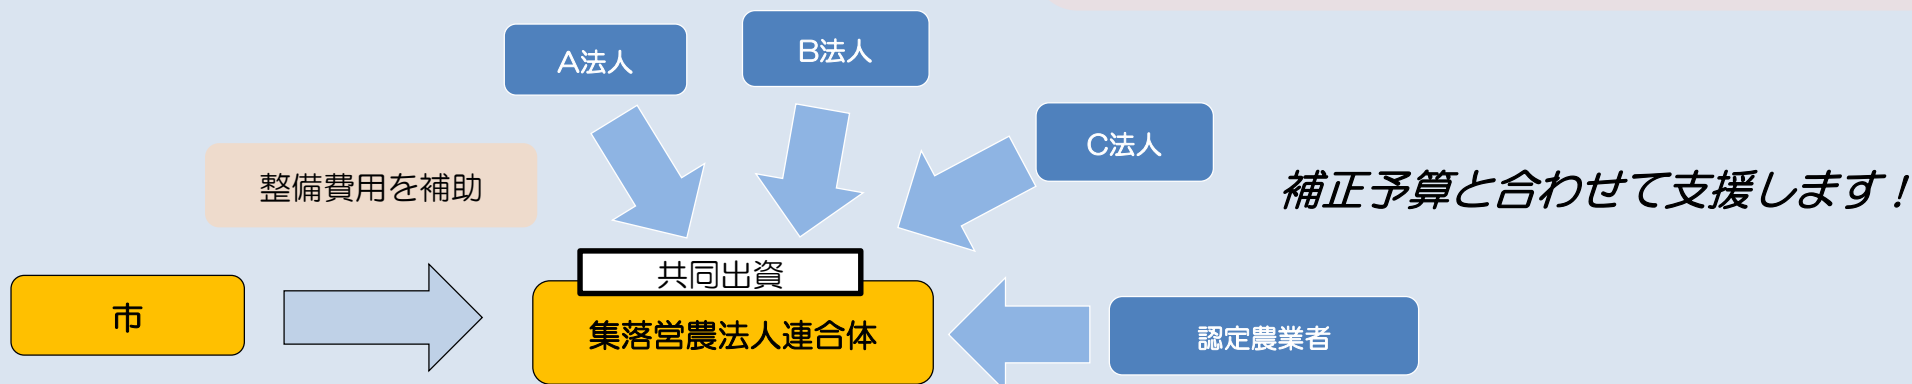 A法人
B法人
C法人
整備費用を補助
補正予算と合わせて支援します！
共同出資
市
集落営農法人連合体
認定農業者